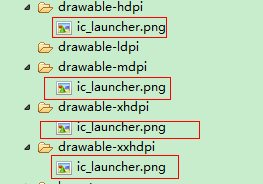 drawable-hdpi
ic_launcher.png
drawable-ldpi
drawable-mdpi
ic_launcher.png
drawable-xhdpi
ic_launcher.png
drawable-xxhdpi
ic_launcher.png